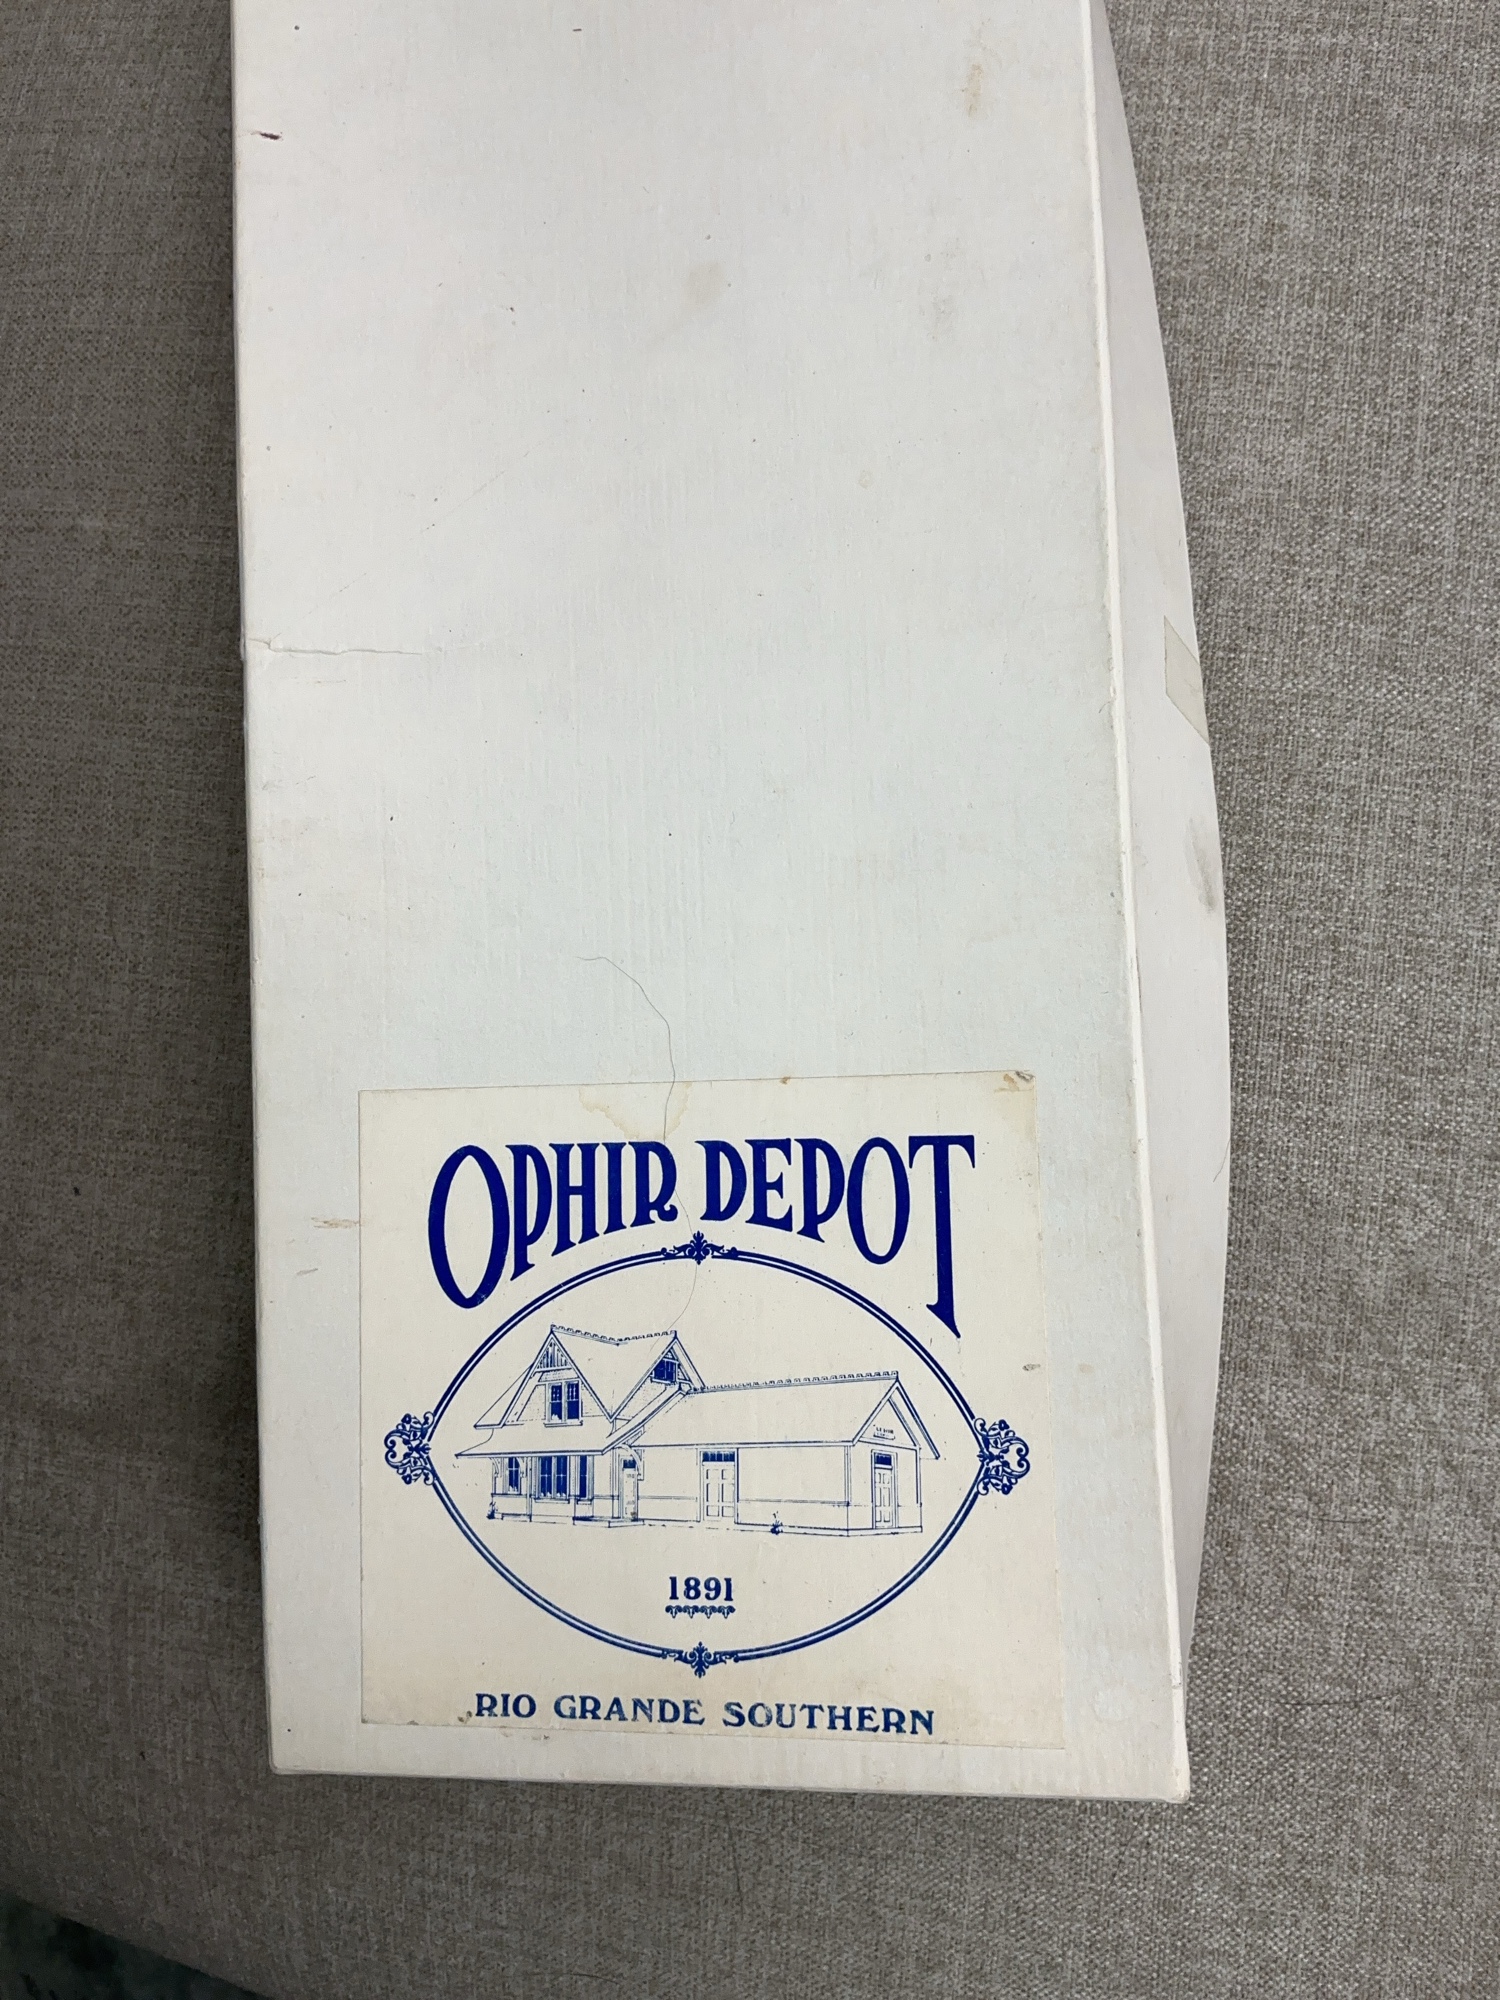 OPHIR DEPOT
1891
RIO GRANDE SOUTHERN